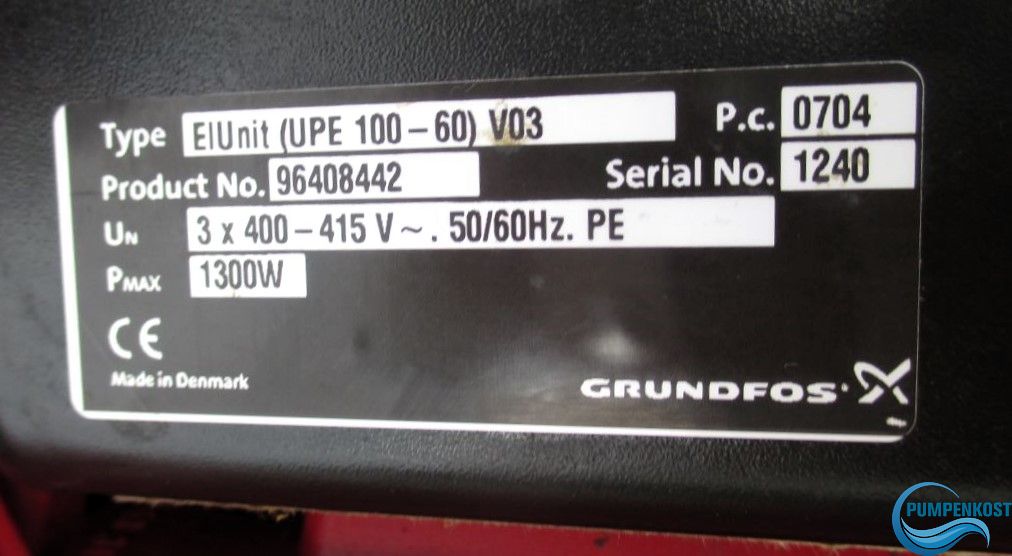 Type ElUnit (UPE 100-60) V03 P.c. 0704
Product No. 96408442 Serial No. 1240
UN 3 x 400-415 V ~. 50/60Hz. PE
PMAX 1300W
CE
Made in Denmark
GRUNDFOS
PUMPENKOST